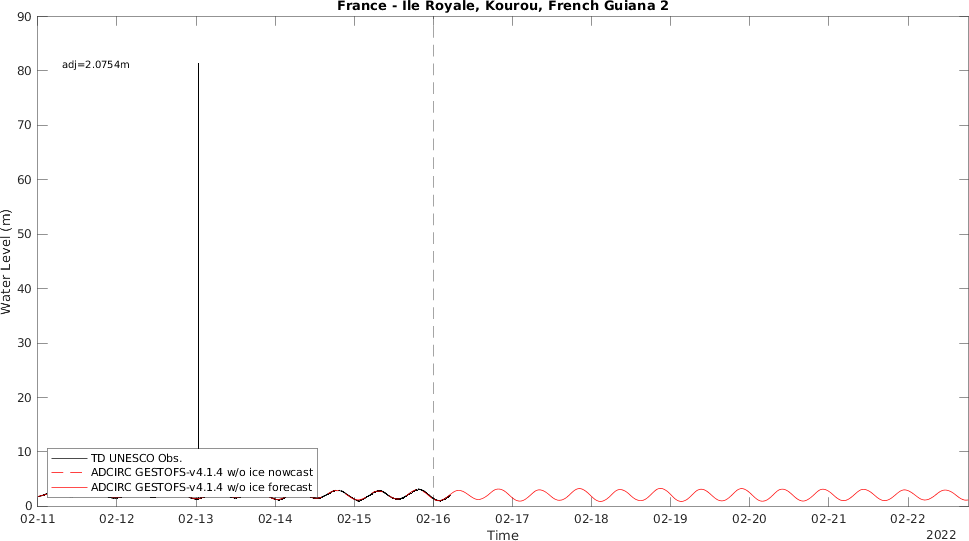 France - Ile Royale, Kourou, French Guiana 2
90
80
70
60
50
40
30
20
10
0
Water Level (m)
adj=2.0754m
TD UNESCO Obs.
ADCIRC GESTOFS-v4.1.4 w/o ice nowcast
ADCIRC GESTOFS-v4.1.4 w/o ice forecast
02-11 02-12 02-13 02-14 02-15 02-16 02-17 02-18 02-19 02-20 02-21 02-22
Time
2022